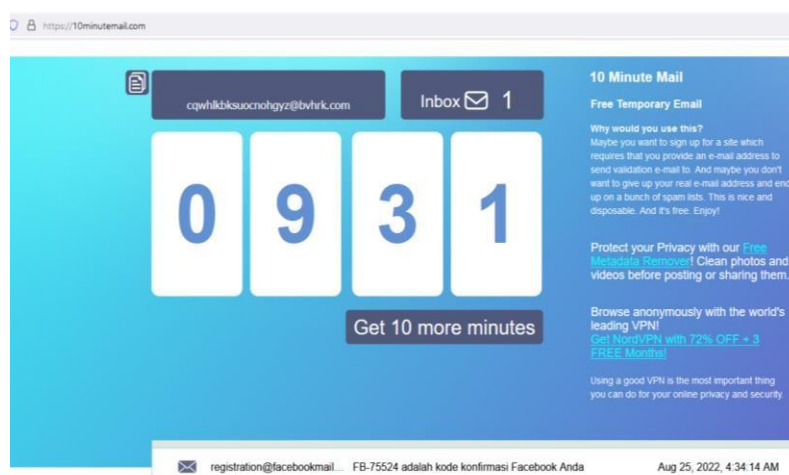 https://10minutemail.com
cqwhlkbksuocnohgyz@bvhrk.com
Inbox 1
0 9 3 1
Get 10 more minutes
10 Minute Mail
Free Temporary Email
Why would you use this?
Maybe you want to sign up for a site which
requires that you provide an e-mail address to
send validation e-mail to. And maybe you don't
want to give up your real e-mail address and end
up on a bunch of spam lists. This is nice and
disposable. And it's free. Enjoy!
Protect your Privacy with our Free
Metadata Remover! Clean photos and
videos before posting or sharing them.
Browse anonymously with the world's
leading VPN!
Get NordVPN with 72% OFF + 3
FREE Months!
Using a good VPN is the most important thing
you can do for your online privacy and security.
registration@facebookmail... FB-75524 adalah kode konfirmasi Facebook Anda Aug 25, 2022, 4:34:14 AM